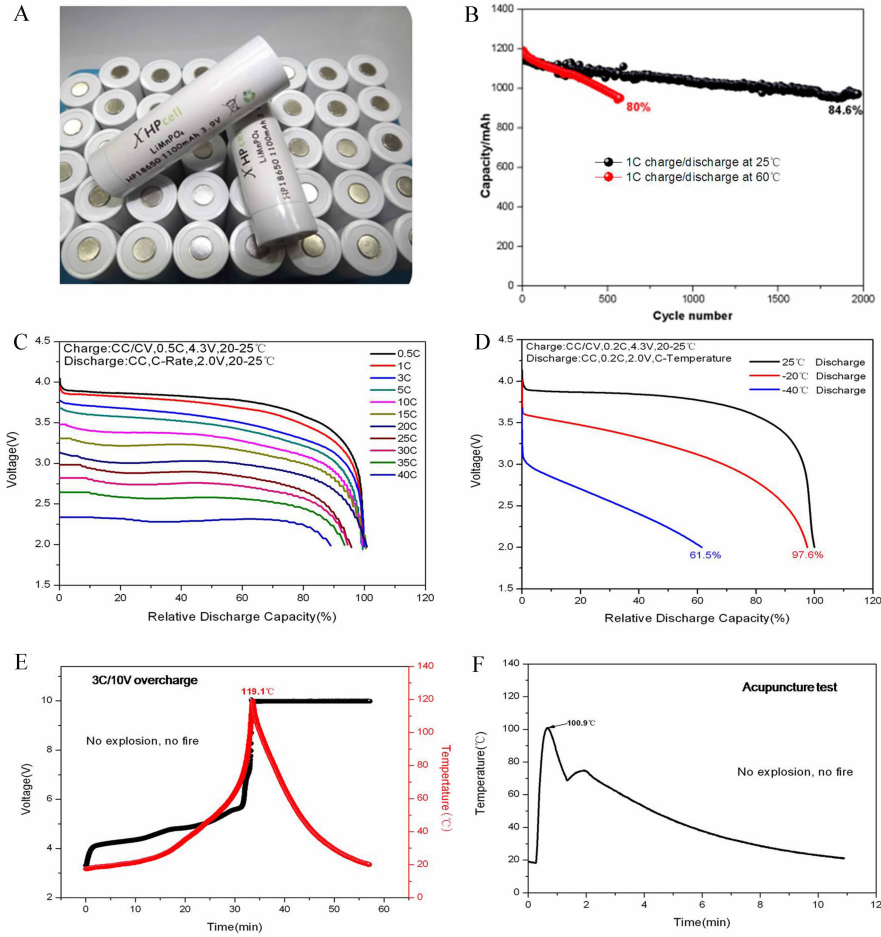 A
XHPcell
LiMnPO₄
HP18650 1100mAh 3.9V
XHPcell
LiMnPO₄
HP18650 1100mAh
B
1400
1200
1000
800
600
400
200
0
Capacity/mAh
80%
84.6%
1C charge/discharge at 25℃
1C charge/discharge at 60℃
0 500 1000 1500 2000
Cycle number
C
Charge:CC/CV,0.5C,4.3V,20-25℃
Discharge:CC,C-Rate,2.0V,20-25℃
0.5C
1C
3C
5C
10C
15C
20C
25C
30C
35C
40C
4.5
4.0
3.5
3.0
2.5
2.0
1.5
Voltage(V)
0 20 40 60 80 100 120
Relative Discharge Capacity(%)
D
Charge:CC/CV,0.2C,4.3V,20-25℃
Discharge:CC,0.2C,2.0V,C-Temperature
25℃ Discharge
-20℃ Discharge
-40℃ Discharge
4.5
4.0
3.5
3.0
2.5
2.0
1.5
Voltage(V)
61.5%
97.6%
0 20 40 60 80 100 120
Relative Discharge Capacity(%)
E
3C/10V overcharge
119.1℃
No explosion, no fire
10
8
6
4
2
Voltage(V)
140
120
100
80
60
40
20
0
Tempertature (℃)
0 10 20 30 40 50 60
Time(min)
F
Acupuncture test
100.9℃
No explosion, no fire
140
120
100
80
60
40
20
0
Temperature(℃)
0 2 4 6 8 10 12
Time(min)